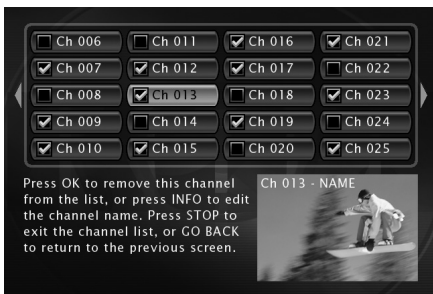 Ch 006 Ch 011 Ch 016 Ch 021
Ch 007 Ch 012 Ch 017 Ch 022
Ch 008 Ch 013 Ch 018 Ch 023
Ch 009 Ch 014 Ch 019 Ch 024
Ch 010 Ch 015 Ch 020 Ch 025
Press OK to remove this channel
from the list, or press INFO to edit
the channel name. Press STOP to
exit the channel list, or GO BACK
to return to the previous screen.
Ch 013 - NAME